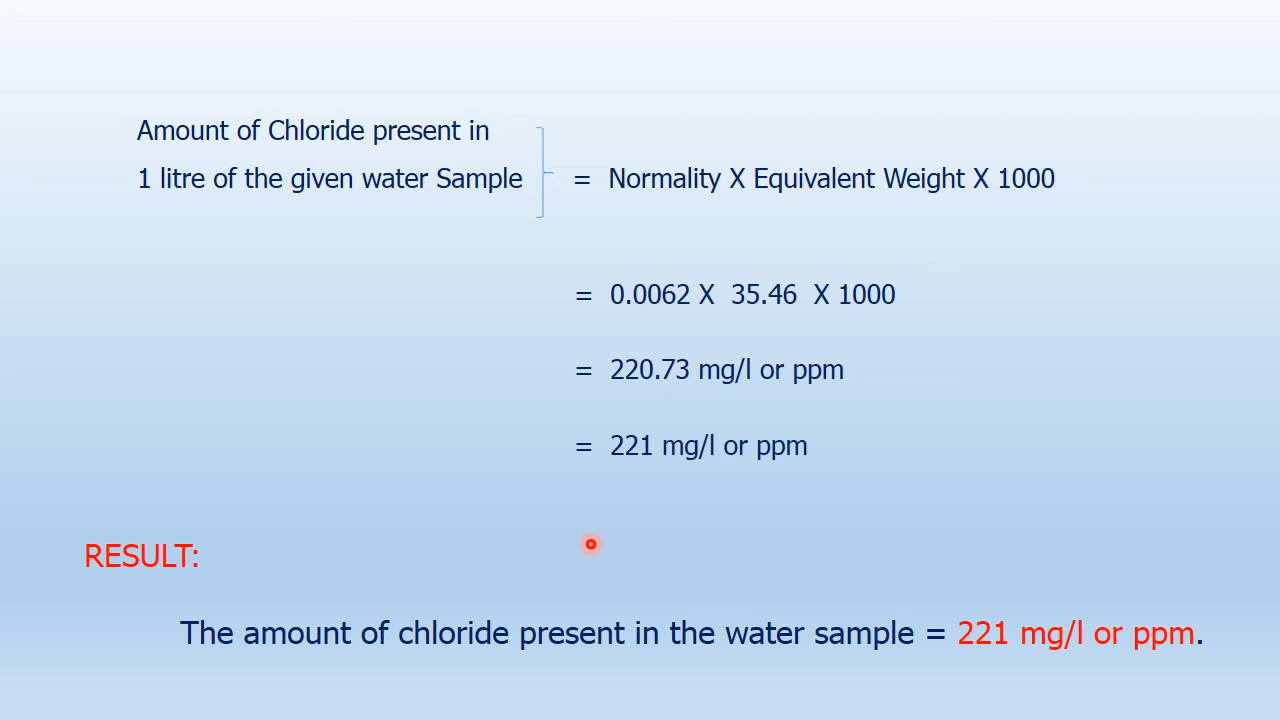 Amount of Chloride present in
1 litre of the given water Sample = Normality X Equivalent Weight X 1000
= 0.0062 X 35.46 X 1000
= 220.73 mg/l or ppm
= 221 mg/l or ppm
RESULT:
The amount of chloride present in the water sample = 221 mg/l or ppm.